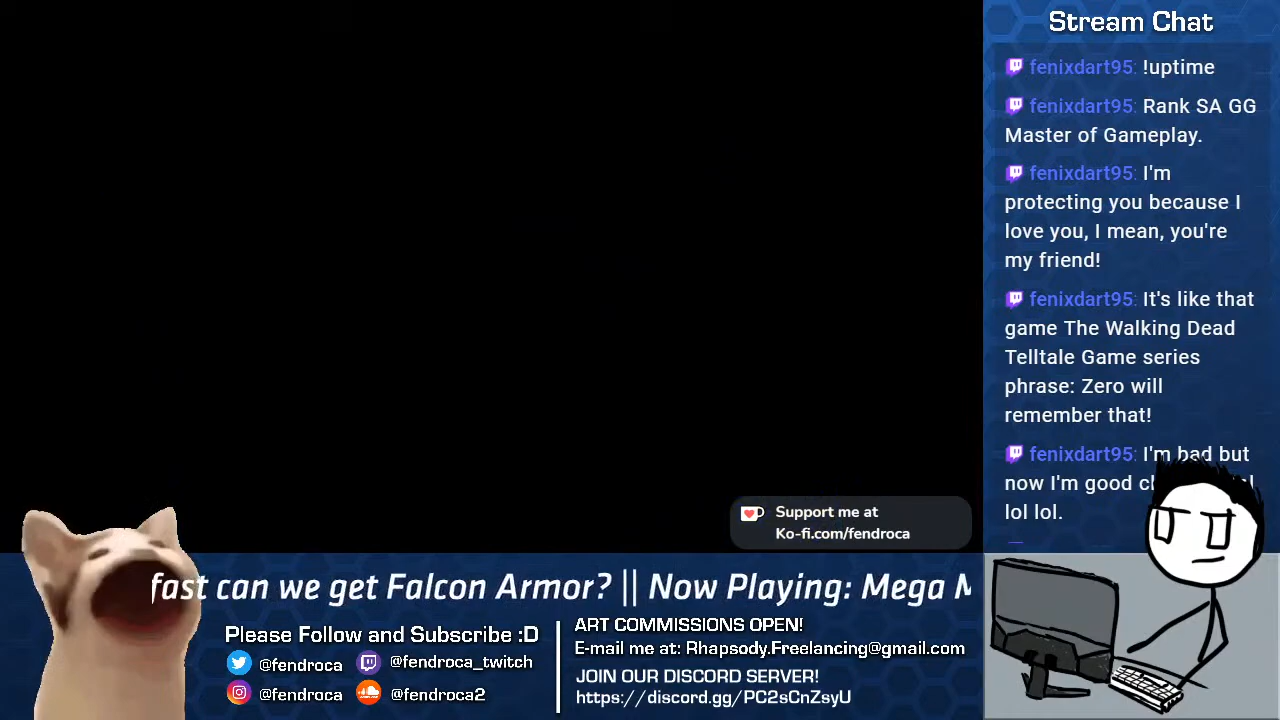 Stream Chat
fenixdart95: !uptime
fenixdart95: Rank SA GG
Master of Gameplay.
fenixdart95: I'm
protecting you because I
love you, I mean, you're
my friend!
fenixdart95: It's like that
game The Walking Dead
Telltale Game series
phrase: Zero will
remember that!
fenixdart95: I'm bad but
now I'm good
lol lol.
Support me at
Ko-fi.com/fendroca
fast can we get Falcon Armor? || Now Playing: Mega M
Please Follow and Subscribe :D
@fendroca
@fendroca_twitch
@fendroca
@fendroca2
ART COMMISSIONS OPEN!
E-mail me at: Rhapsody.Freelancing@gmail.com
JOIN OUR DISCORD SERVER!
https://discord.gg/PC2sCnZsyU